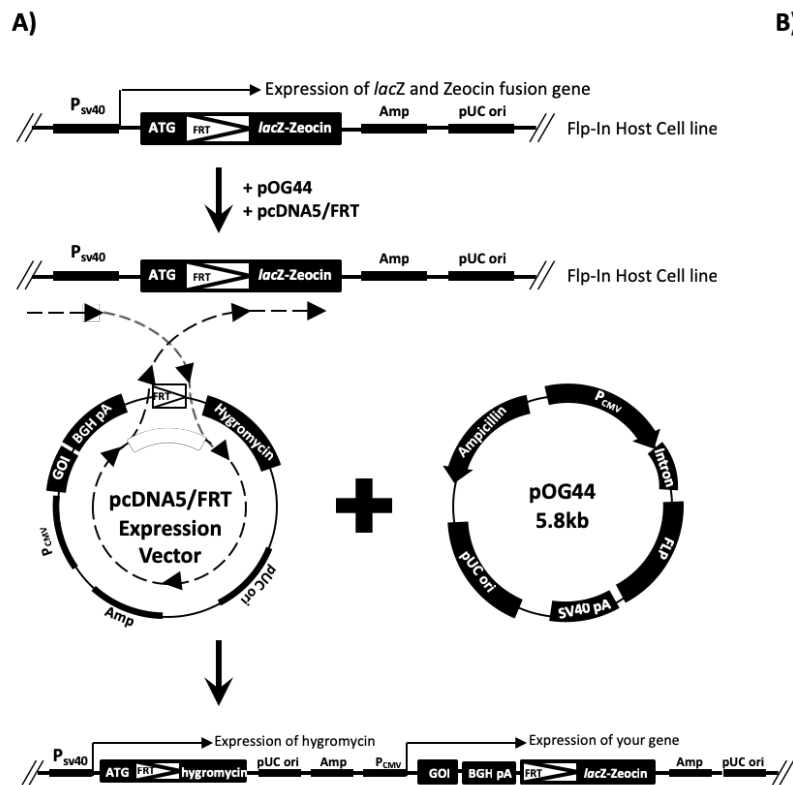 A)
B)
Expression of lacZ and Zeocin fusion gene
Psv40
ATG
FRT
lacZ-Zeocin
Amp
pUC ori
Flp-In Host Cell line
+ pOG44
+ pcDNA5/FRT
Psv40
ATG
FRT
lacZ-Zeocin
Amp
pUC ori
Flp-In Host Cell line
FRT
BGH pA
Hygromycin
GOI
PCMV
Amp
pUC ori
pcDNA5/FRT
Expression
Vector
Ampicillin
PCMV
Intron
FLP
SV40 pA
pUC ori
pOG44
5.8kb
Expression of hygromycin
Expression of your gene
Psv40
ATG
FRT
hygromycin
pUC ori
Amp
PCMV
GOI
BGH pA
FRT
lacZ-Zeocin
Amp
pUC ori